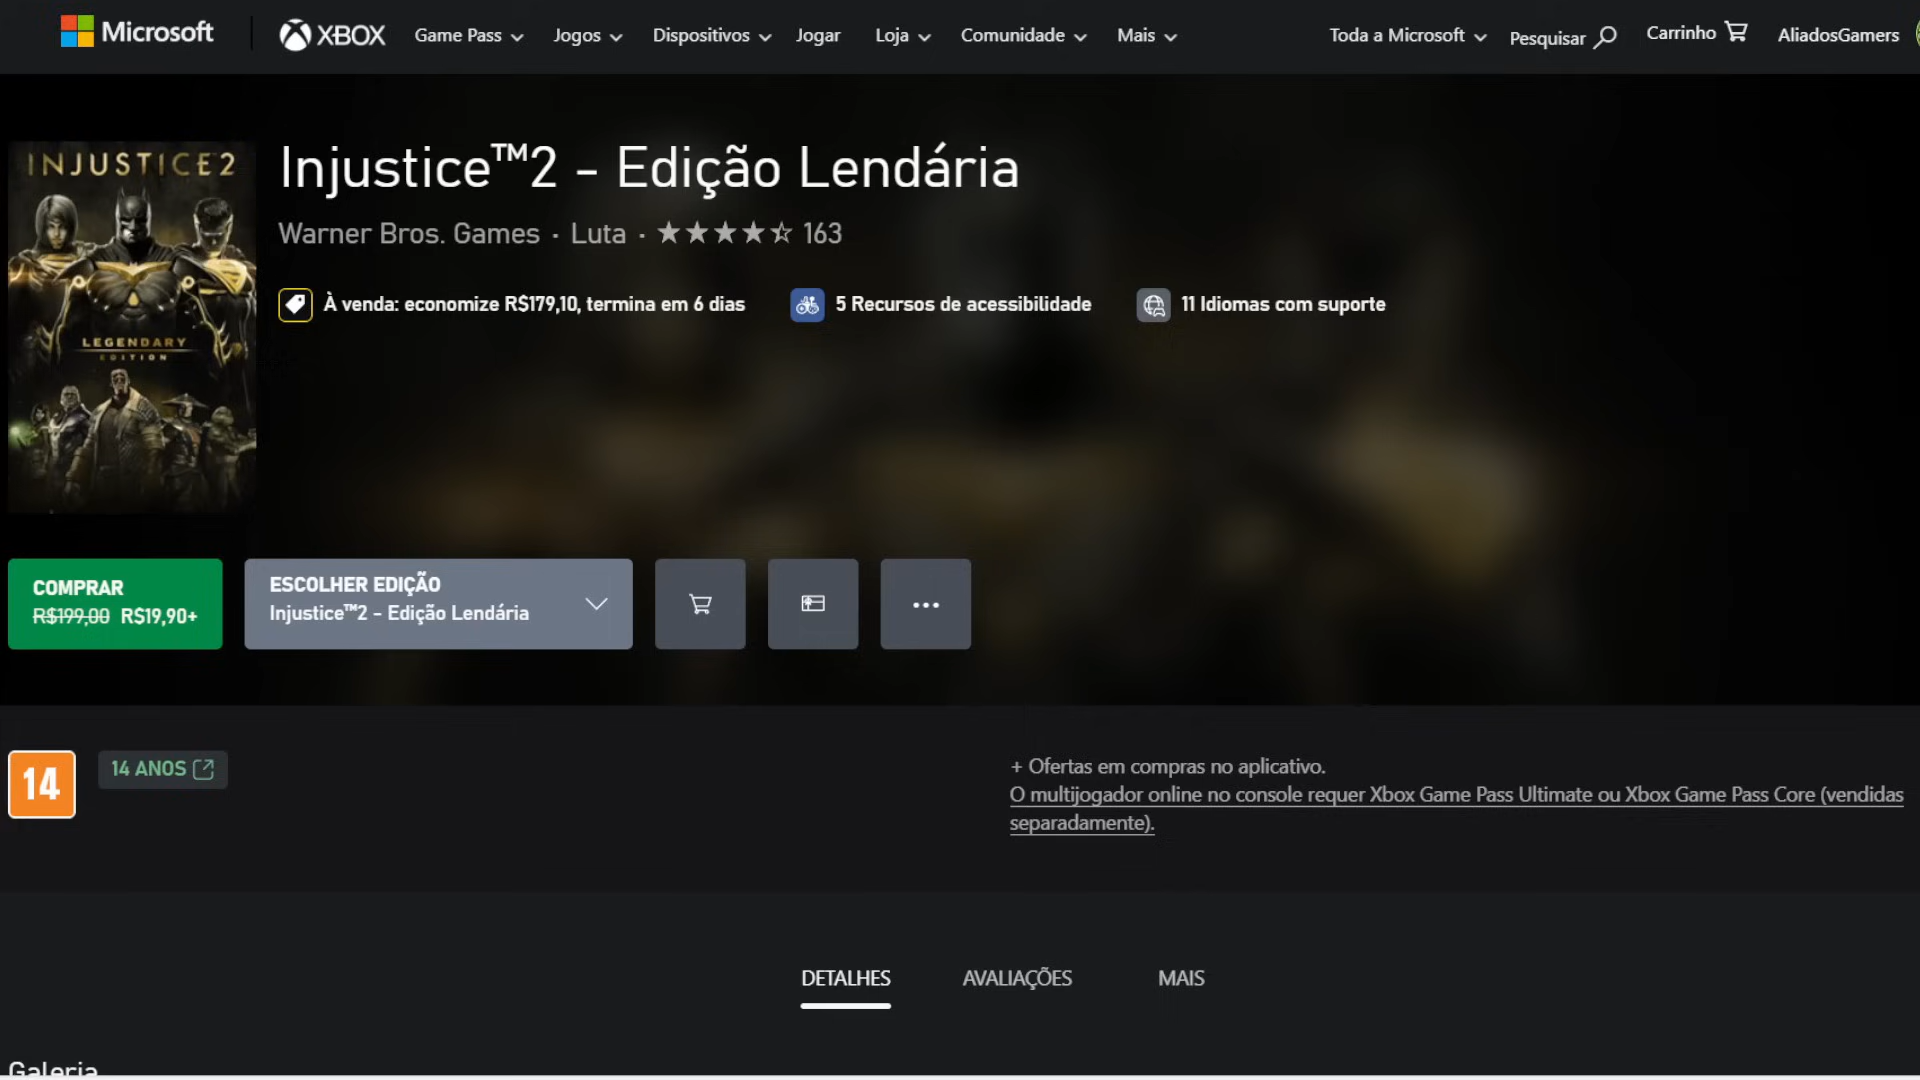 Microsoft
XBOX
Game Pass
Jogos
Dispositivos
Jogar
Loja
Comunidade
Mais
Toda a Microsoft
Pesquisar
Carrinho
AliadosGamers
INJUSTICE 2
LEGENDARY
EDITION
Injustice™2 - Edição Lendária
Warner Bros. Games · Luta · 163
À venda: economize R$179,10, termina em 6 dias
5 Recursos de acessibilidade
11 Idiomas com suporte
COMPRAR
R$199,00 R$19,90+
ESCOLHER EDIÇÃO
Injustice™2 - Edição Lendária
14
14 ANOS
+ Ofertas em compras no aplicativo.
O multijogador online no console requer Xbox Game Pass Ultimate ou Xbox Game Pass Core (vendidas
separadamente).
DETALHES
AVALIAÇÕES
MAIS
Galeria